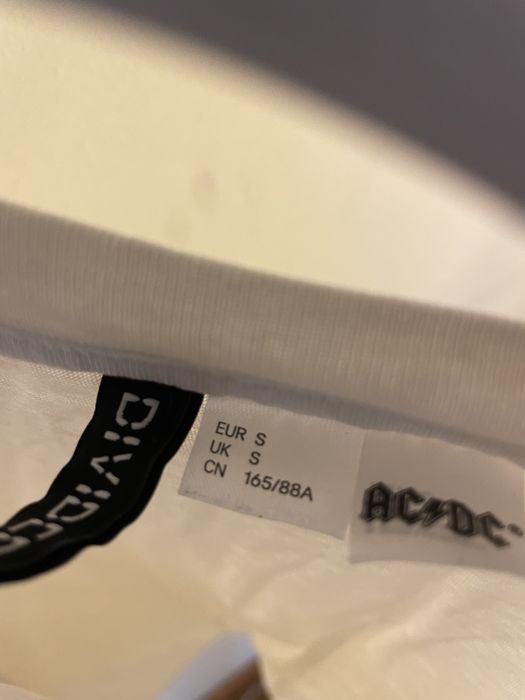 DIVIDED
EUR S
UK S
CN 165/88A
AC⚡DC